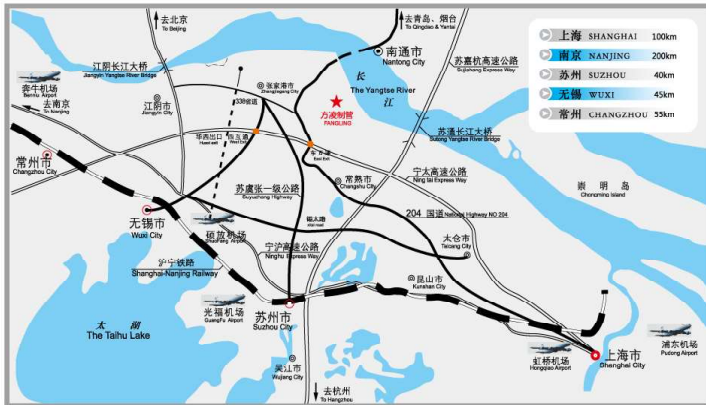 去北京
To Beijing
去青岛、烟台
To Qingdao & Yantai
上海 SHANGHAI 100km
南京 NANJING 200km
苏州 SUZHOU 40km
无锡 WUXI 45km
常州 CHANGZHOU 55km
南通市
Nantong City
苏嘉杭高速公路
Sujiahang Express Way
江阴长江大桥
Jiangyin Yangtse River Bridge
奔牛机场
Benniu Airport
去南京
To Nanjing
江阴市
Jiangyin City
张家港市
Zhangjiagang City
338省道
长
The Yangtse River
江
方凌制管
FANGLING
苏通长江大桥
Sutong Yangtse River Bridge
华西出口
Huaxi exit
West Exit
East Exit
常州市
Changzhou City
宁太高速公路
Ning tai Express Way
崇明岛
Chongming Island
苏虞张一级公路
Suyuzhang Highway
常熟市
Changshu City
无锡市
Wuxi City
硕放机场
ShuoFang Airport
锡太路
204 国道 National Highway NO 204
太仓市
Taicang City
宁沪高速公路
Ninghu Express Way
沪宁铁路
Shanghai-Nanjing Railway
昆山市
Kunshan City
光福机场
GuangFu Airport
苏州市
Suzhou City
太 湖
The Taihu Lake
吴江市
Wujiang City
去杭州
To Hangzhou
虹桥机场
Hongqiao Airport
上海市
Shanghai City
浦东机场
Pudong Airport